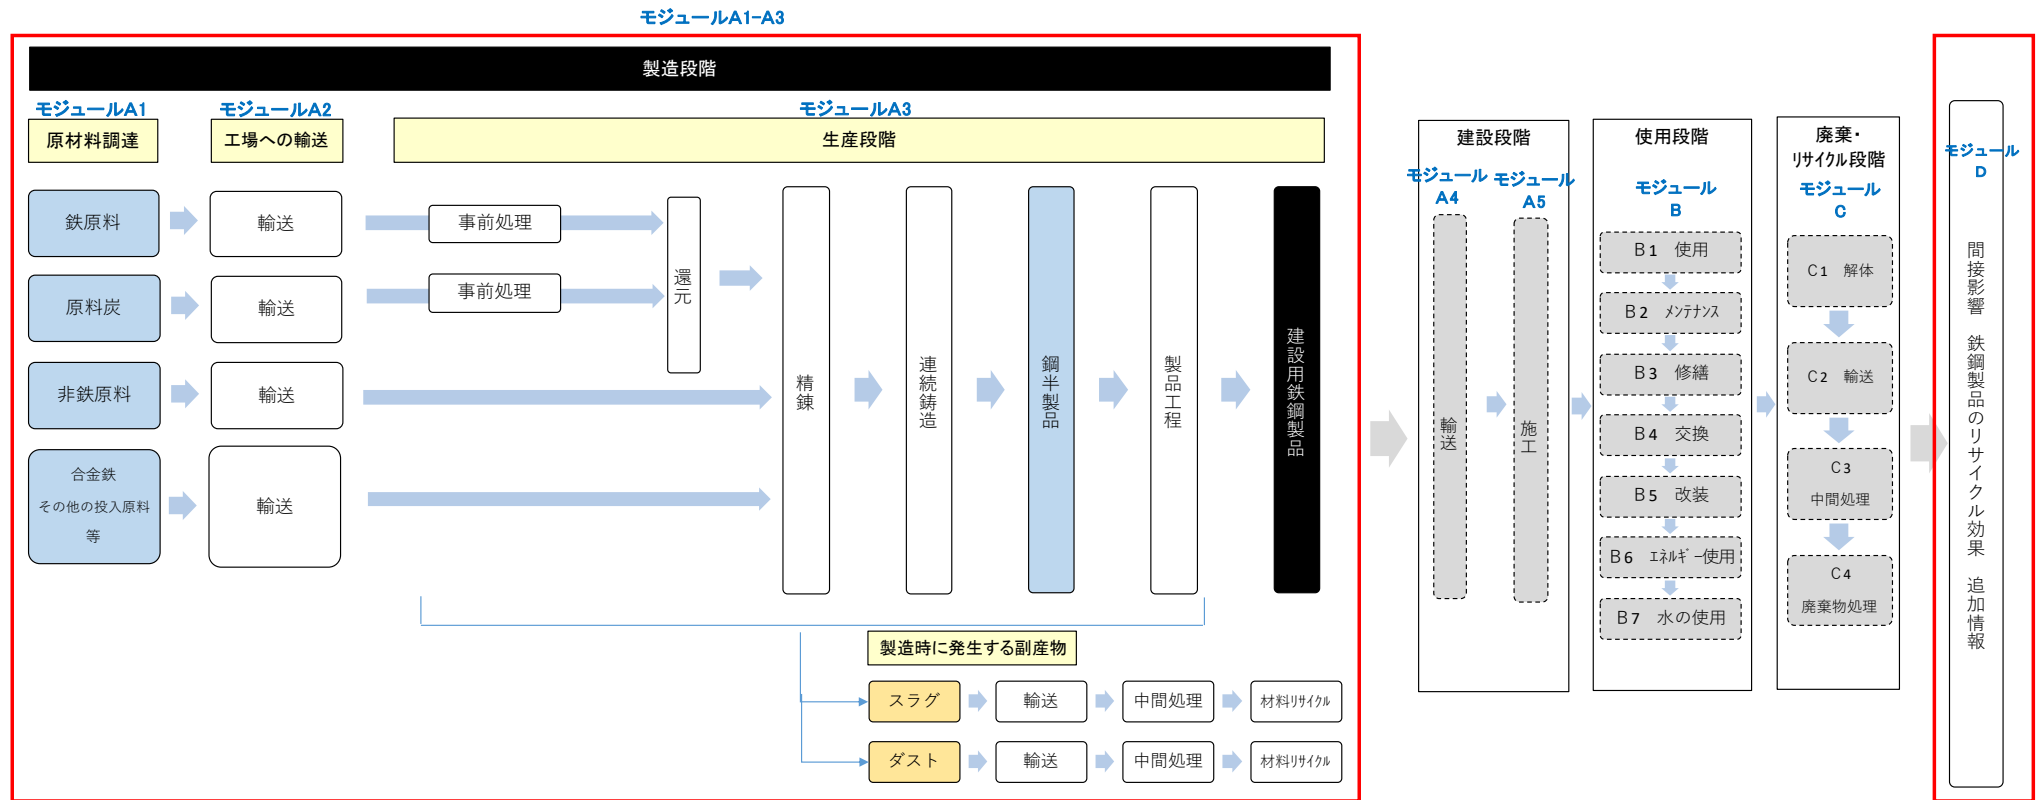 モジュールA1-A3
製造段階
モジュールA1
モジュールA2
モジュールA3
原材料調達
工場への輸送
生産段階
鉄原料
輸送
事前処理
原料炭
輸送
事前処理
還元
非鉄原料
輸送
合金鉄
その他の投入原料
等
輸送
精錬
連続鋳造
鋼半製品
製品工程
建設用鉄鋼製品
製造時に発生する副産物
スラグ
輸送
中間処理
材料ﾘｻｲｸﾙ
ダスト
輸送
中間処理
材料ﾘｻｲｸﾙ
建設段階
モジュール
A4
モジュール
A5
輸送
施工
使用段階
モジュール
B
B1 使用
B2 ﾒﾝﾃﾅﾝｽ
B3 修繕
B4 交換
B5 改装
B6 ｴﾈﾙｷﾞｰ使用
B7 水の使用
廃棄・
ﾘｻｲｸﾙ段階
モジュール
C
C1 解体
C2 輸送
C3
中間処理
C4
廃棄物処理
モジュール
D
間接影響 鉄鋼製品のリサイクル効果 追加情報